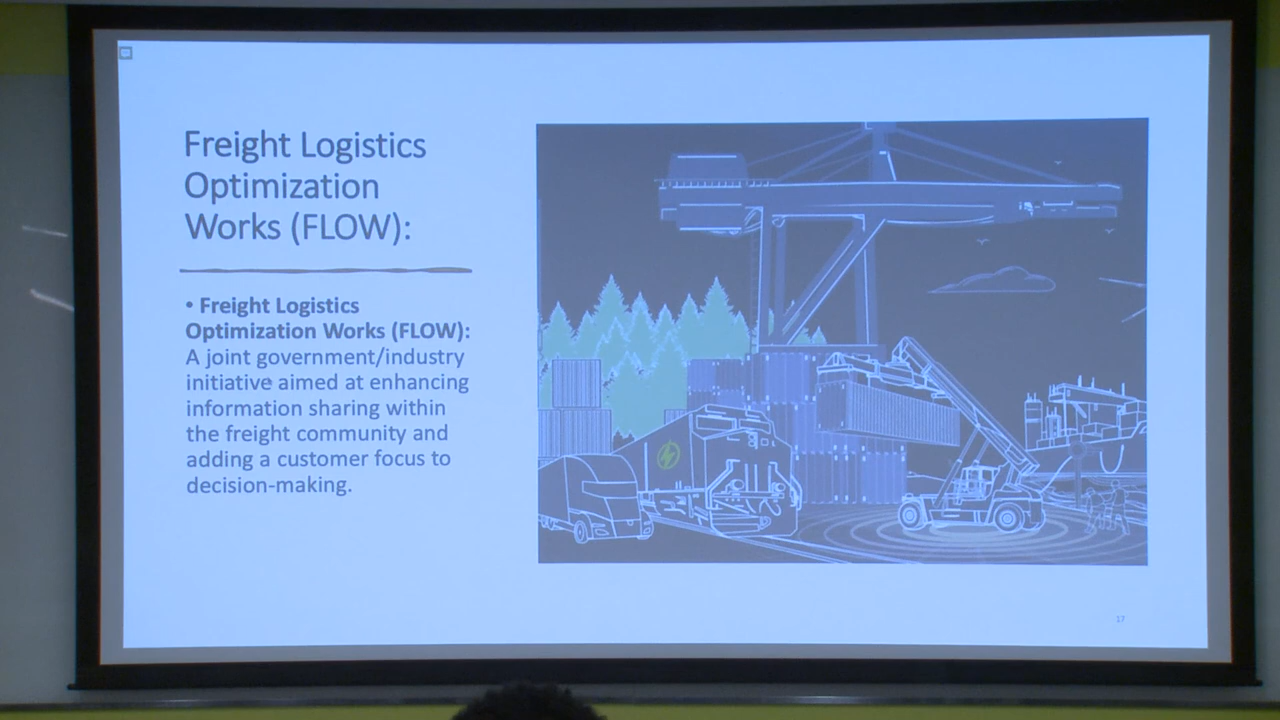 Freight Logistics
Optimization
Works (FLOW):
• Freight Logistics
Optimization Works (FLOW):
A joint government/industry
initiative aimed at enhancing
information sharing within
the freight community and
adding a customer focus to
decision-making.
17